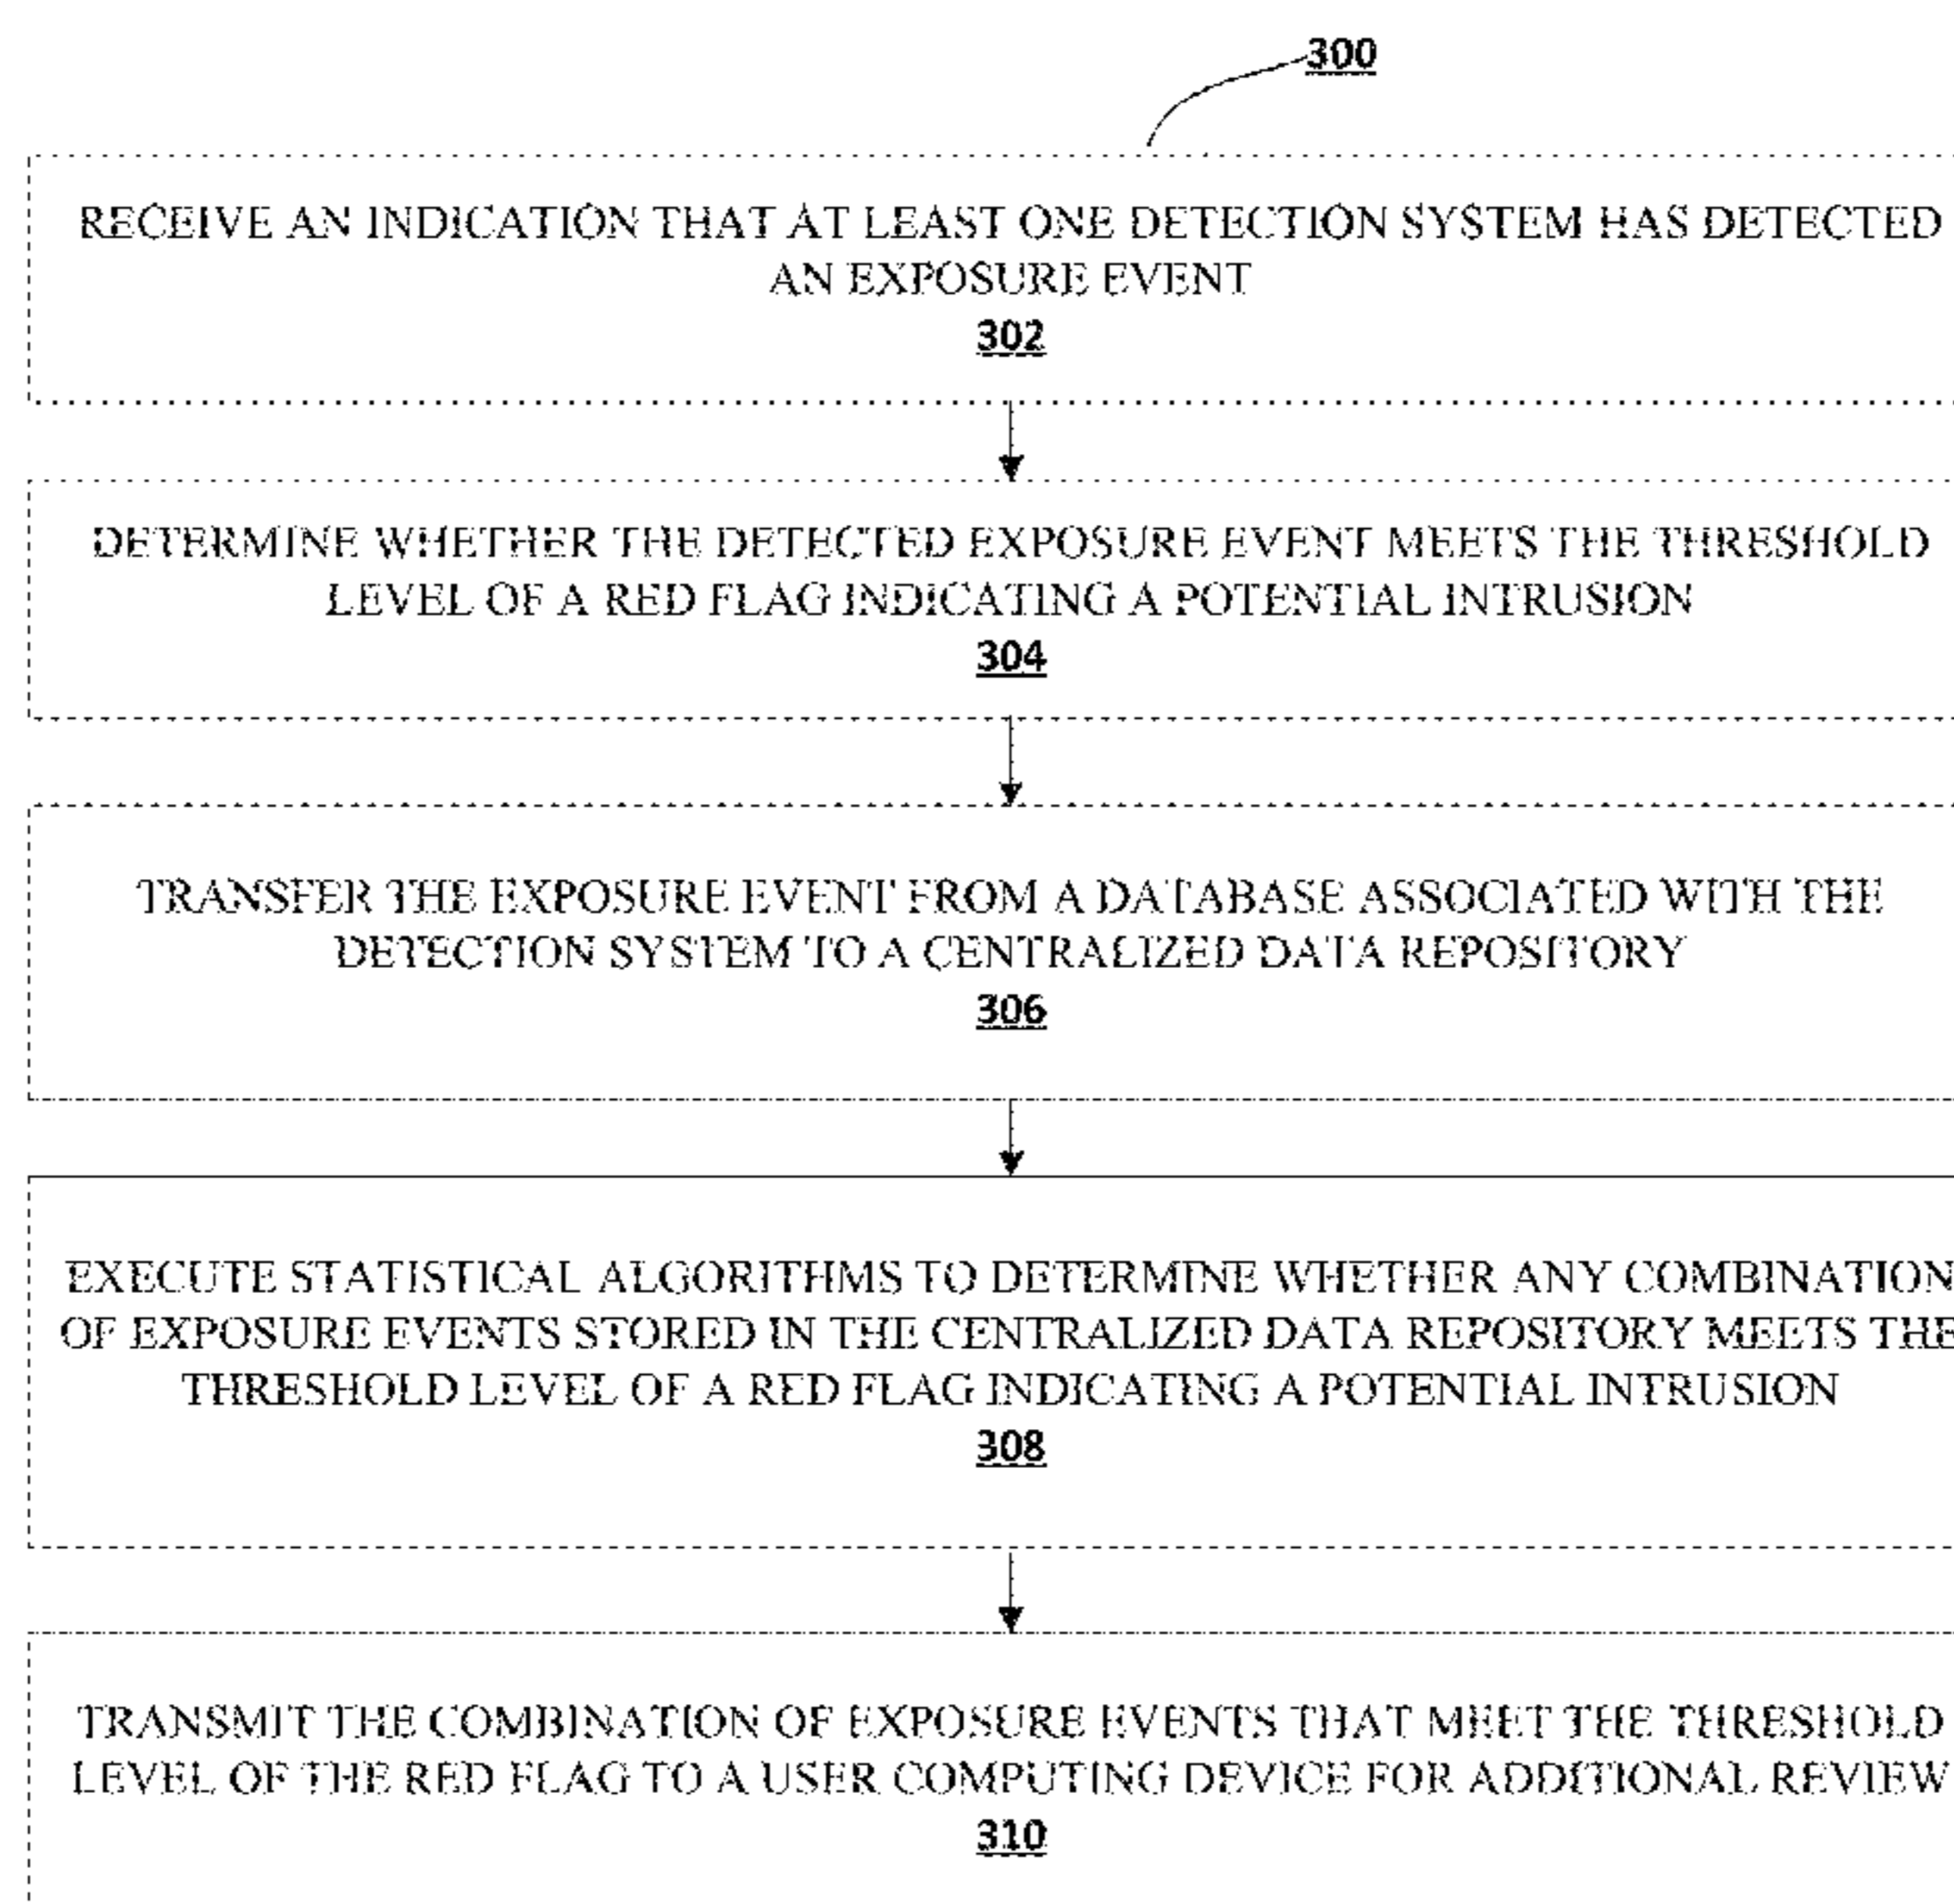 300
RECEIVE AN INDICATION THAT AT LEAST ONE DETECTION SYSTEM HAS DETECTED
AN EXPOSURE EVENT
302
DETERMINE WHETHER THE DETECTED EXPOSURE EVENT MEETS THE THRESHOLD
LEVEL OF A RED FLAG INDICATING A POTENTIAL INTRUSION
304
TRANSFER THE EXPOSURE EVENT FROM A DATABASE ASSOCIATED WITH THE
DETECTION SYSTEM TO A CENTRALIZED DATA REPOSITORY
306
EXECUTE STATISTICAL ALGORITHMS TO DETERMINE WHETHER ANY COMBINATION
OF EXPOSURE EVENTS STORED IN THE CENTRALIZED DATA REPOSITORY MEETS THE
THRESHOLD LEVEL OF A RED FLAG INDICATING A POTENTIAL INTRUSION
308
TRANSMIT THE COMBINATION OF EXPOSURE EVENTS THAT MEET THE THRESHOLD
LEVEL OF THE RED FLAG TO A USER COMPUTING DEVICE FOR ADDITIONAL REVIEW
310